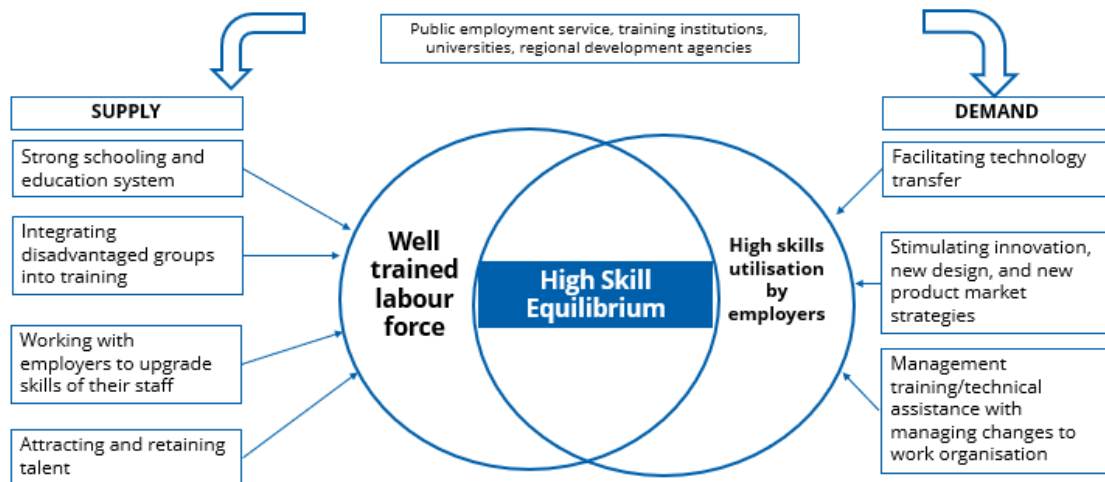 Public employment service, training institutions,
universities, regional development agencies
SUPPLY
Strong schooling and
education system
Integrating
disadvantaged groups
into training
Working with
employers to upgrade
skills of their staff
Attracting and retaining
talent
Well
trained
labour
force
High Skill
Equilibrium
High skills
utilisation
by
employers
DEMAND
Facilitating technology
transfer
Stimulating innovation,
new design, and new
product market
strategies
Management
training/technical
assistance with
managing changes to
work organisation